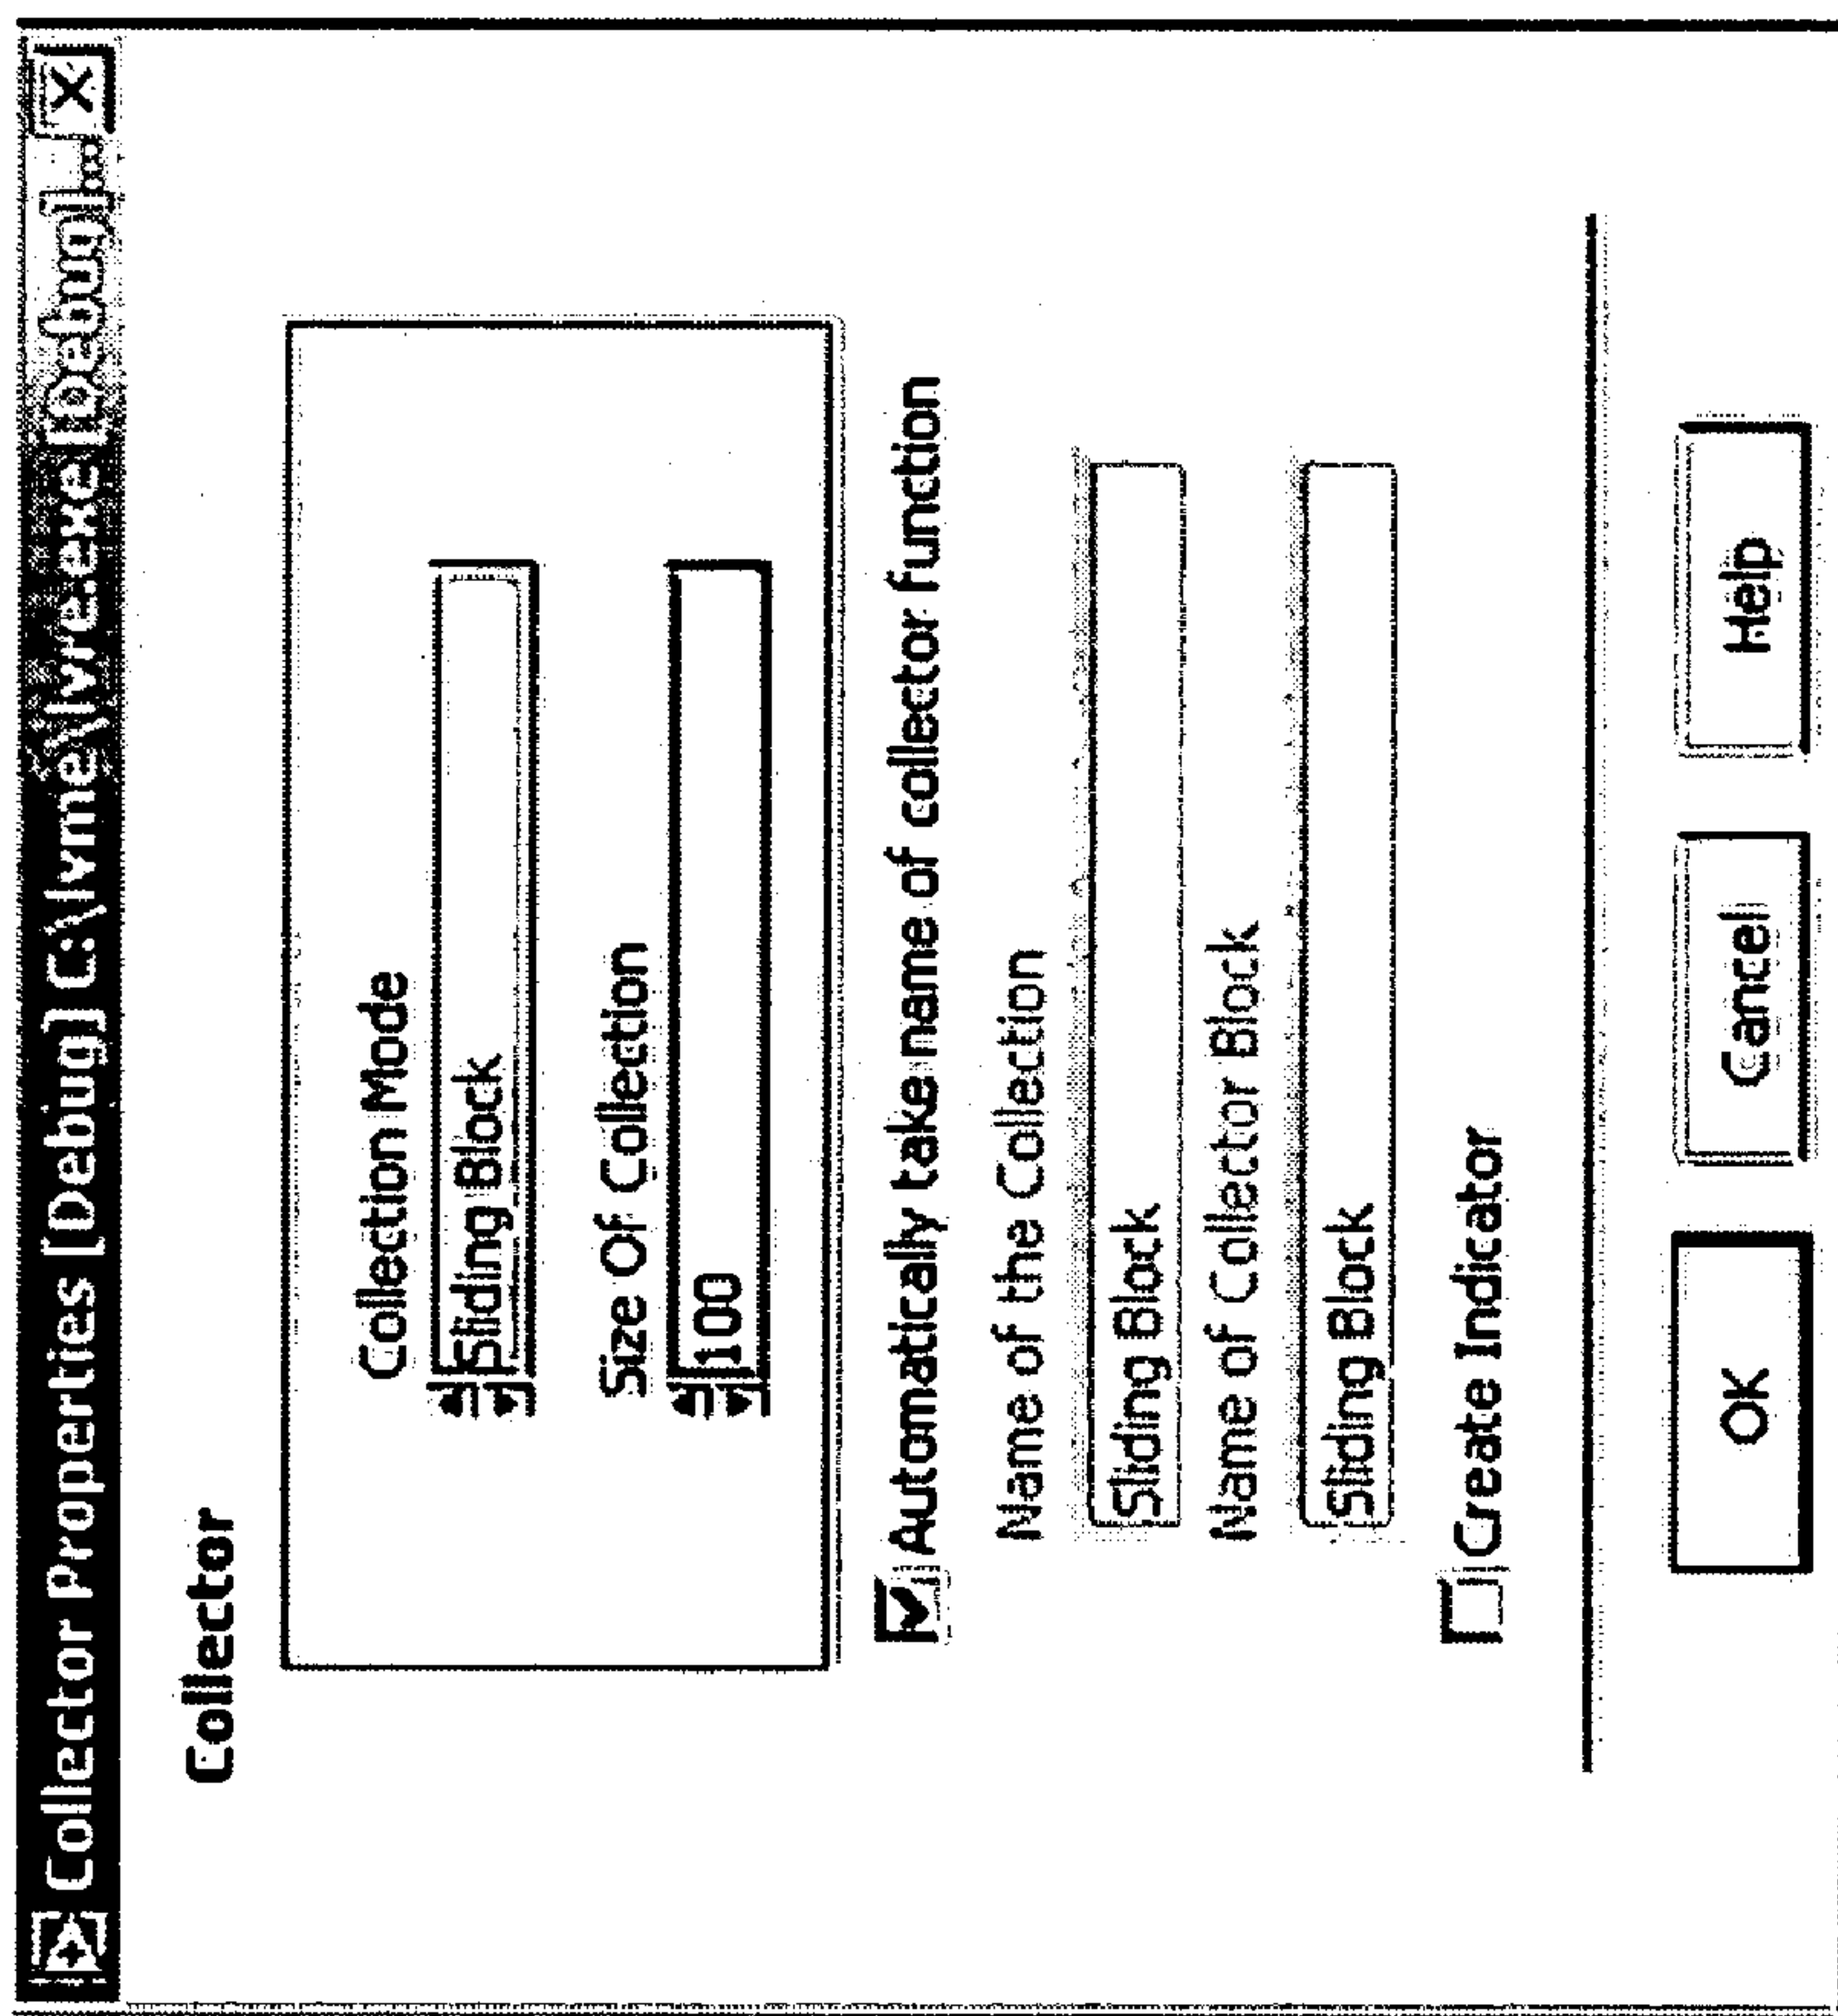 Collector Properties [Debug] C:\lvme\lvre.exe [Debug]...
Collector
Collection Mode
Sliding Block
Size Of Collection
100
Automatically take name of collector function
Name of the Collection
Sliding Block
Name of Collector Block
Sliding Block
Create Indicator
OK
Cancel
Help